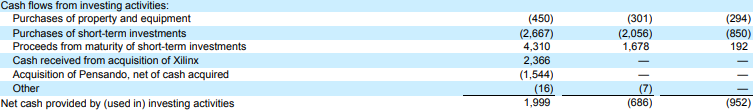 Cash flows from investing activities:
Purchases of property and equipment (450) (301) (294)
Purchases of short-term investments (2,667) (2,056) (850)
Proceeds from maturity of short-term investments 4,310 1,678 192
Cash received from acquisition of Xilinx 2,366 — —
Acquisition of Pensando, net of cash acquired (1,544) — —
Other (16) (7) —
Net cash provided by (used in) investing activities 1,999 (686) (952)